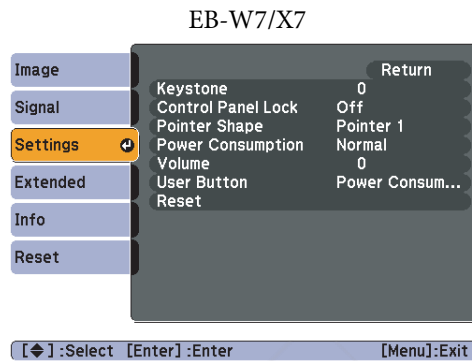 EB-W7/X7
Image
Signal
Settings
Extended
Info
Reset
Return
Keystone 0
Control Panel Lock Off
Pointer Shape Pointer 1
Power Consumption Normal
Volume 0
User Button Power Consum...
Reset
[◆] :Select [Enter] :Enter [Menu]:Exit